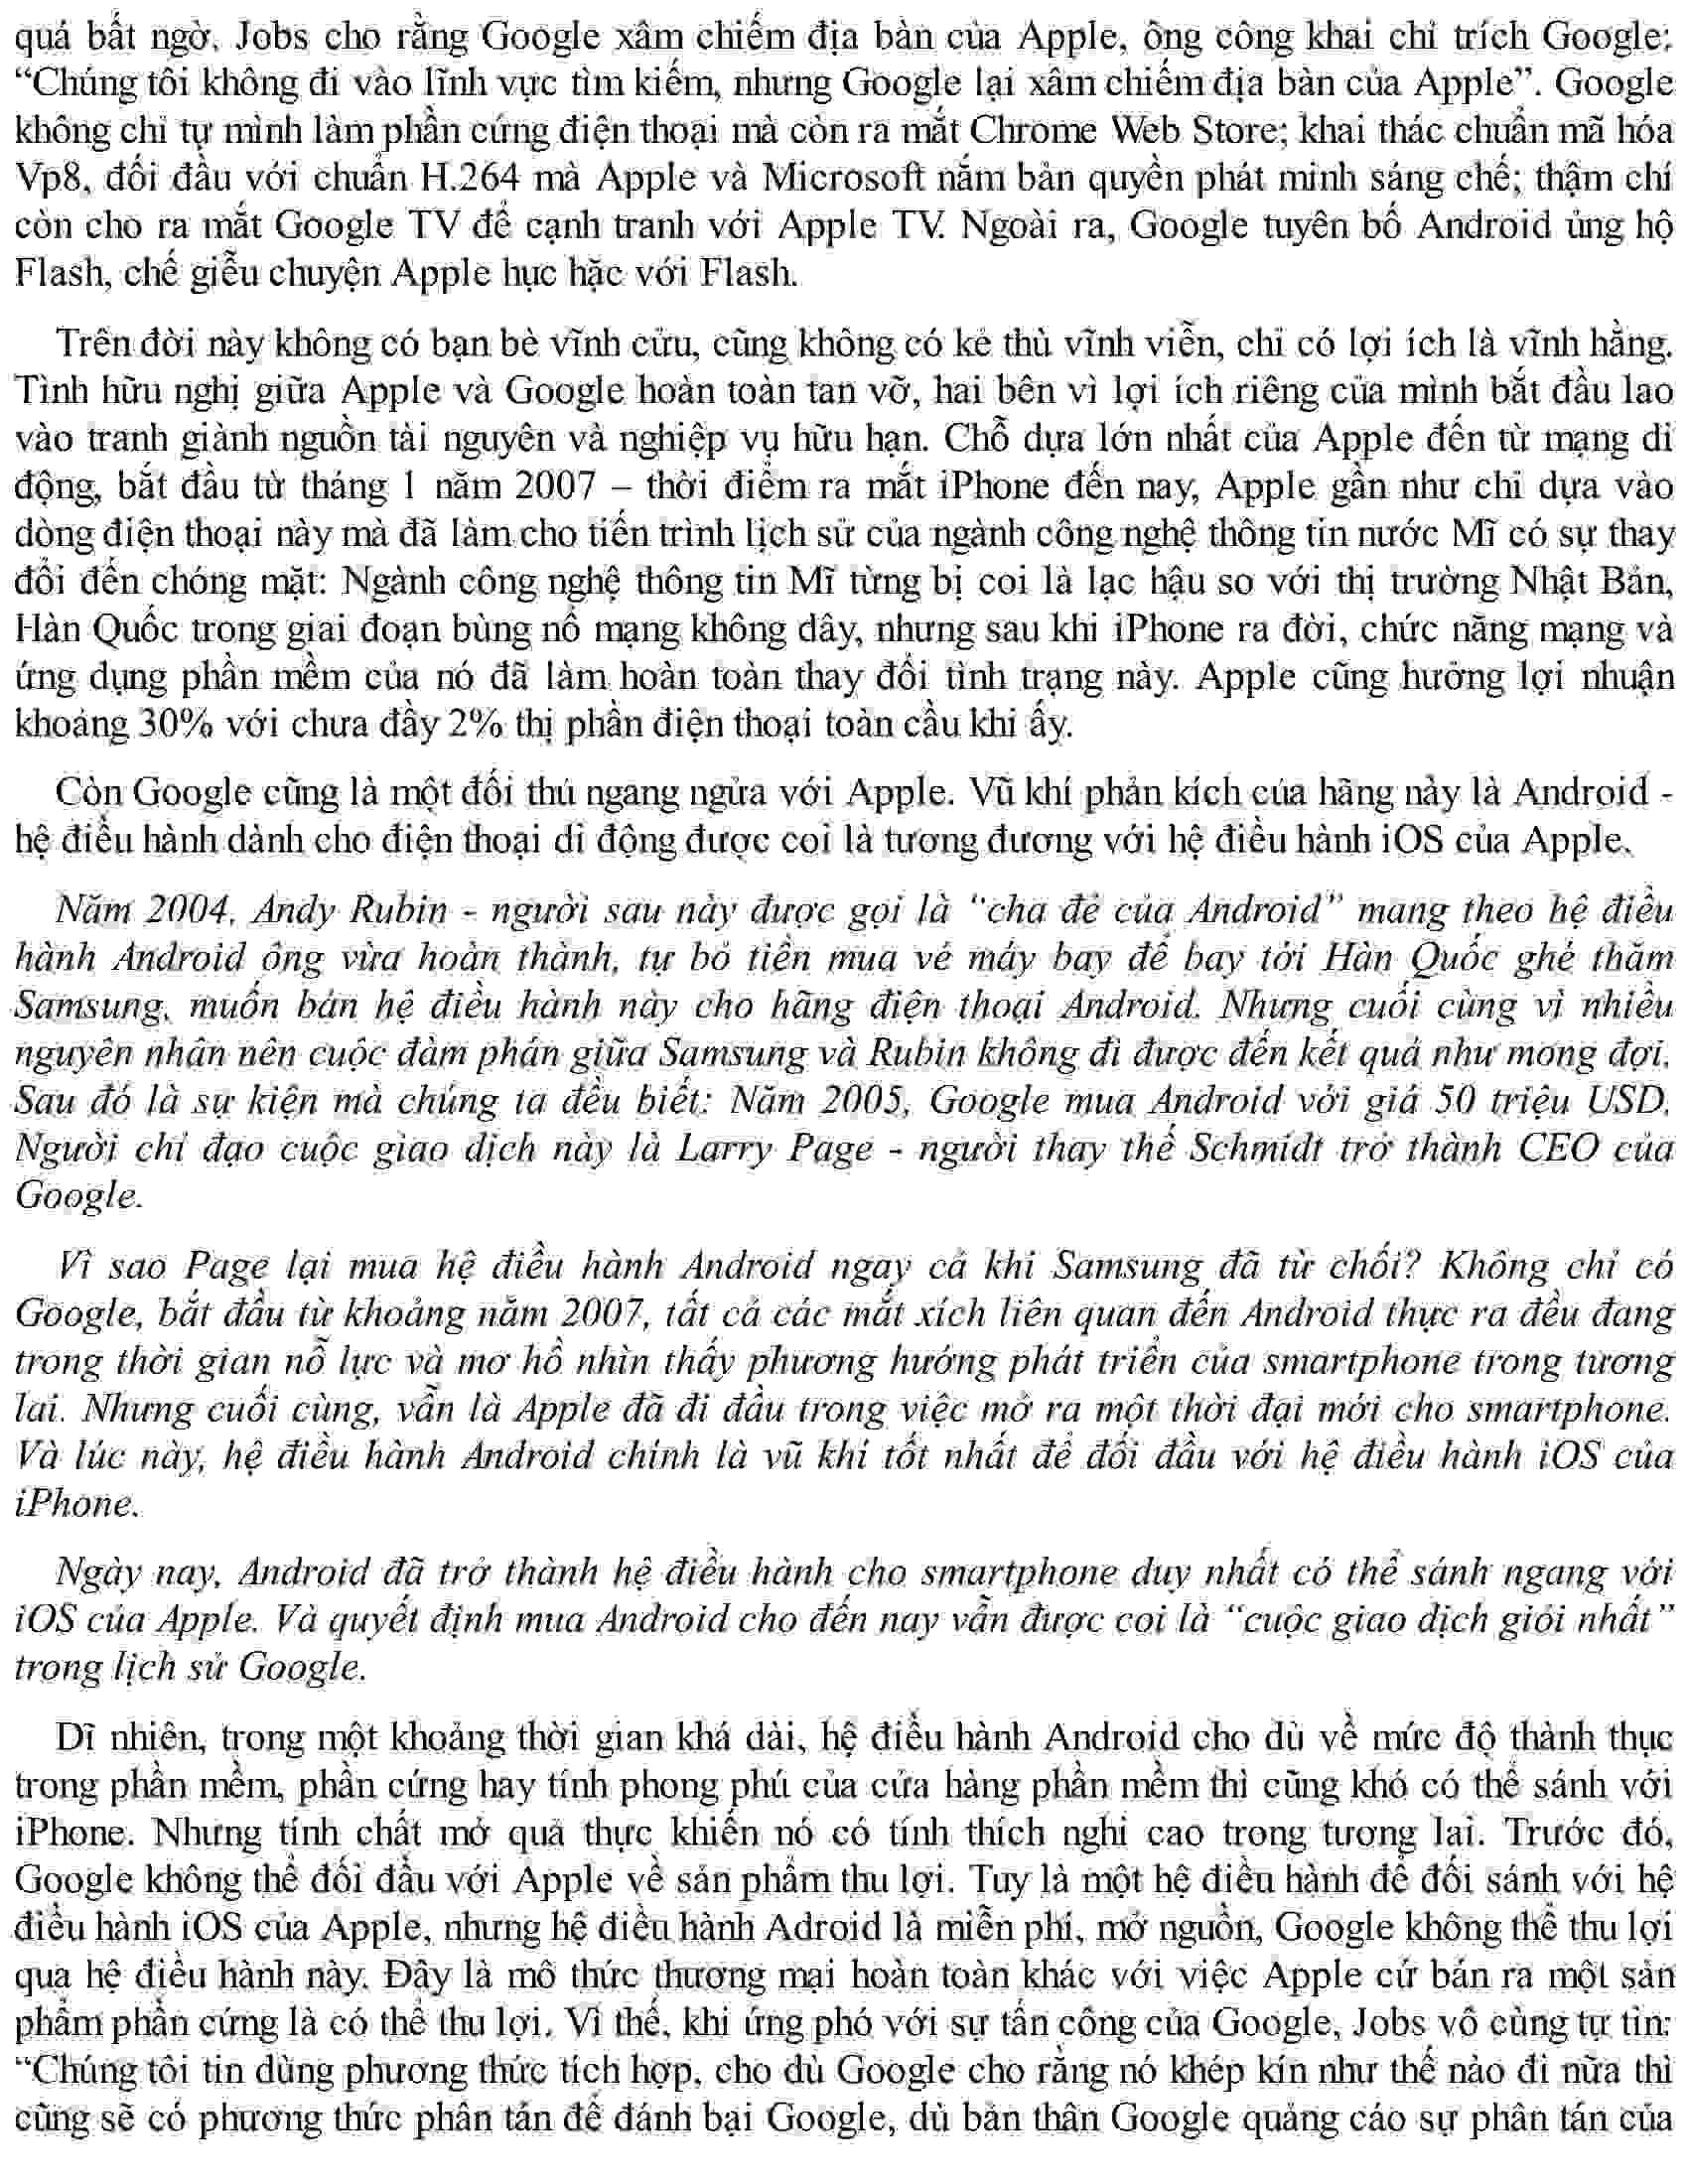 quá bất ngờ. Jobs cho rằng Google xâm chiếm địa bàn của Apple, ông công khai chỉ trích Google:
“Chúng tôi không đi vào lĩnh vực tìm kiếm, nhưng Google lại xâm chiếm địa bàn của Apple”. Google
không chỉ tự mình làm phần cứng điện thoại mà còn ra mắt Chrome Web Store; khai thác chuẩn mã hóa
Vp8, đối đầu với chuẩn H.264 mà Apple và Microsoft nắm bản quyền phát minh sáng chế; thậm chí
còn cho ra mắt Google TV để cạnh tranh với Apple TV. Ngoài ra, Google tuyên bố Android ủng hộ
Flash, chế giễu chuyện Apple hục hặc với Flash.
Trên đời này không có bạn bè vĩnh cửu, cũng không có kẻ thù vĩnh viễn, chỉ có lợi ích là vĩnh hằng.
Tình hữu nghị giữa Apple và Google hoàn toàn tan vỡ, hai bên vì lợi ích riêng của mình bắt đầu lao
vào tranh giành nguồn tài nguyên và nghiệp vụ hữu hạn. Chỗ dựa lớn nhất của Apple đến từ mạng di
động, bắt đầu từ tháng 1 năm 2007 – thời điểm ra mắt iPhone đến nay, Apple gần như chỉ dựa vào
dòng điện thoại này mà đã làm cho tiến trình lịch sử của ngành công nghệ thông tin nước Mĩ có sự thay
đổi đến chóng mặt: Ngành công nghệ thông tin Mĩ từng bị coi là lạc hậu so với thị trường Nhật Bản,
Hàn Quốc trong giai đoạn bùng nổ mạng không dây, nhưng sau khi iPhone ra đời, chức năng mạng và
ứng dụng phần mềm của nó đã làm hoàn toàn thay đổi tình trạng này. Apple cũng hưởng lợi nhuận
khoảng 30% với chưa đầy 2% thị phần điện thoại toàn cầu khi ấy.
Còn Google cũng là một đối thủ ngang ngửa với Apple. Vũ khí phản kích của hãng này là Android -
hệ điều hành dành cho điện thoại di động được coi là tương đương với hệ điều hành iOS của Apple.
Năm 2004, Andy Rubin - người sau này được gọi là “cha đẻ của Android” mang theo hệ điều
hành Android ông vừa hoàn thành, tự bỏ tiền mua vé máy bay để bay tới Hàn Quốc ghé thăm
Samsung, muốn bán hệ điều hành này cho hãng điện thoại Android. Nhưng cuối cùng vì nhiều
nguyên nhân nên cuộc đàm phán giữa Samsung và Rubin không đi được đến kết quả như mong đợi.
Sau đó là sự kiện mà chúng ta đều biết: Năm 2005, Google mua Android với giá 50 triệu USD.
Người chỉ đạo cuộc giao dịch này là Larry Page - người thay thế Schmidt trở thành CEO của
Google.
Vì sao Page lại mua hệ điều hành Android ngay cả khi Samsung đã từ chối? Không chỉ có
Google, bắt đầu từ khoảng năm 2007, tất cả các mắt xích liên quan đến Android thực ra đều đang
trong thời gian nỗ lực và mơ hồ nhìn thấy phương hướng phát triển của smartphone trong tương
lai. Nhưng cuối cùng, vẫn là Apple đã đi đầu trong việc mở ra một thời đại mới cho smartphone.
Và lúc này, hệ điều hành Android chính là vũ khí tốt nhất để đối đầu với hệ điều hành iOS của
iPhone.
Ngày nay, Android đã trở thành hệ điều hành cho smartphone duy nhất có thể sánh ngang với
iOS của Apple. Và quyết định mua Android cho đến nay vẫn được coi là “cuộc giao dịch giỏi nhất”
trong lịch sử Google.
Dĩ nhiên, trong một khoảng thời gian khá dài, hệ điều hành Android cho dù về mức độ thành thục
trong phần mềm, phần cứng hay tính phong phú của cửa hàng phần mềm thì cũng khó có thể sánh với
iPhone. Nhưng tính chất mở quả thực khiến nó có tính thích nghi cao trong tương lai. Trước đó,
Google không thể đối đầu với Apple về sản phẩm thu lợi. Tuy là một hệ điều hành để đối sánh với hệ
điều hành iOS của Apple, nhưng hệ điều hành Adroid là miễn phí, mở nguồn, Google không thể thu lợi
qua hệ điều hành này. Đây là mô thức thương mại hoàn toàn khác với việc Apple cứ bán ra một sản
phẩm phần cứng là có thể thu lợi. Vì thế, khi ứng phó với sự tấn công của Google, Jobs vô cùng tự tin:
“Chúng tôi tin dùng phương thức tích hợp, cho dù Google cho rằng nó khép kín như thế nào đi nữa thì
cũng sẽ có phương thức phân tán để đánh bại Google, dù bản thân Google quảng cáo sự phân tán của